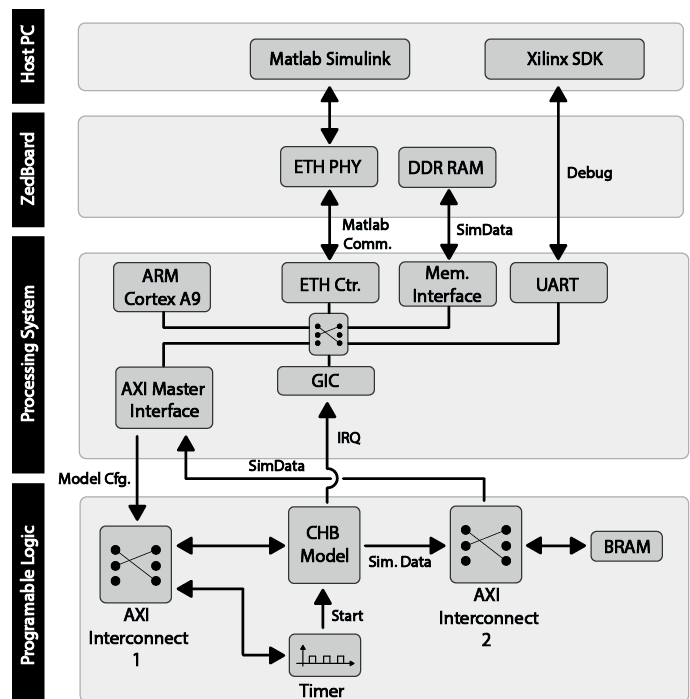 Host PC
Matlab Simulink
Xilinx SDK
ZedBoard
ETH PHY
DDR RAM
Debug
Matlab
Comm.
SimData
Processing System
ARM
Cortex A9
ETH Ctr.
Mem.
Interface
UART
AXI Master
Interface
GIC
IRQ
Model Cfg.
SimData
Programable Logic
CHB
Model
Sim. Data
BRAM
AXI
Interconnect
1
AXI
Interconnect
2
Start
Timer